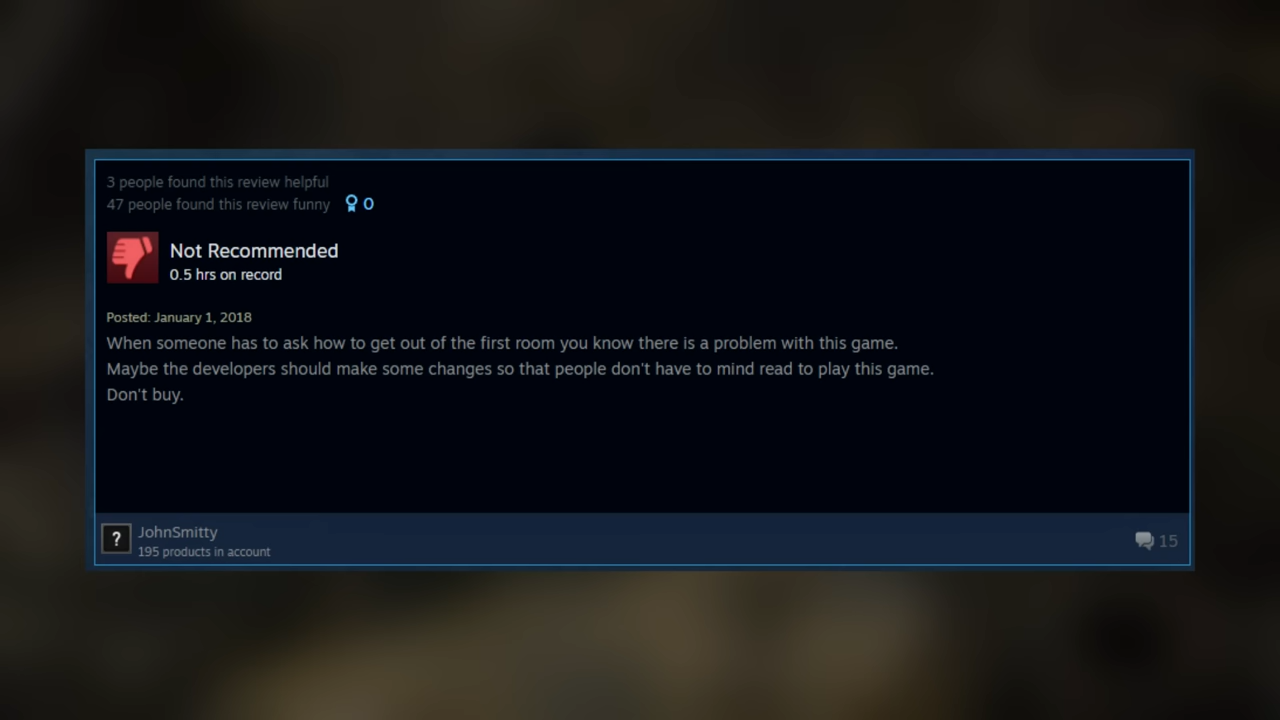 3 people found this review helpful
47 people found this review funny 0
Not Recommended
0.5 hrs on record
Posted: January 1, 2018
When someone has to ask how to get out of the first room you know there is a problem with this game.
Maybe the developers should make some changes so that people don't have to mind read to play this game.
Don't buy.
? JohnSmitty
195 products in account
15